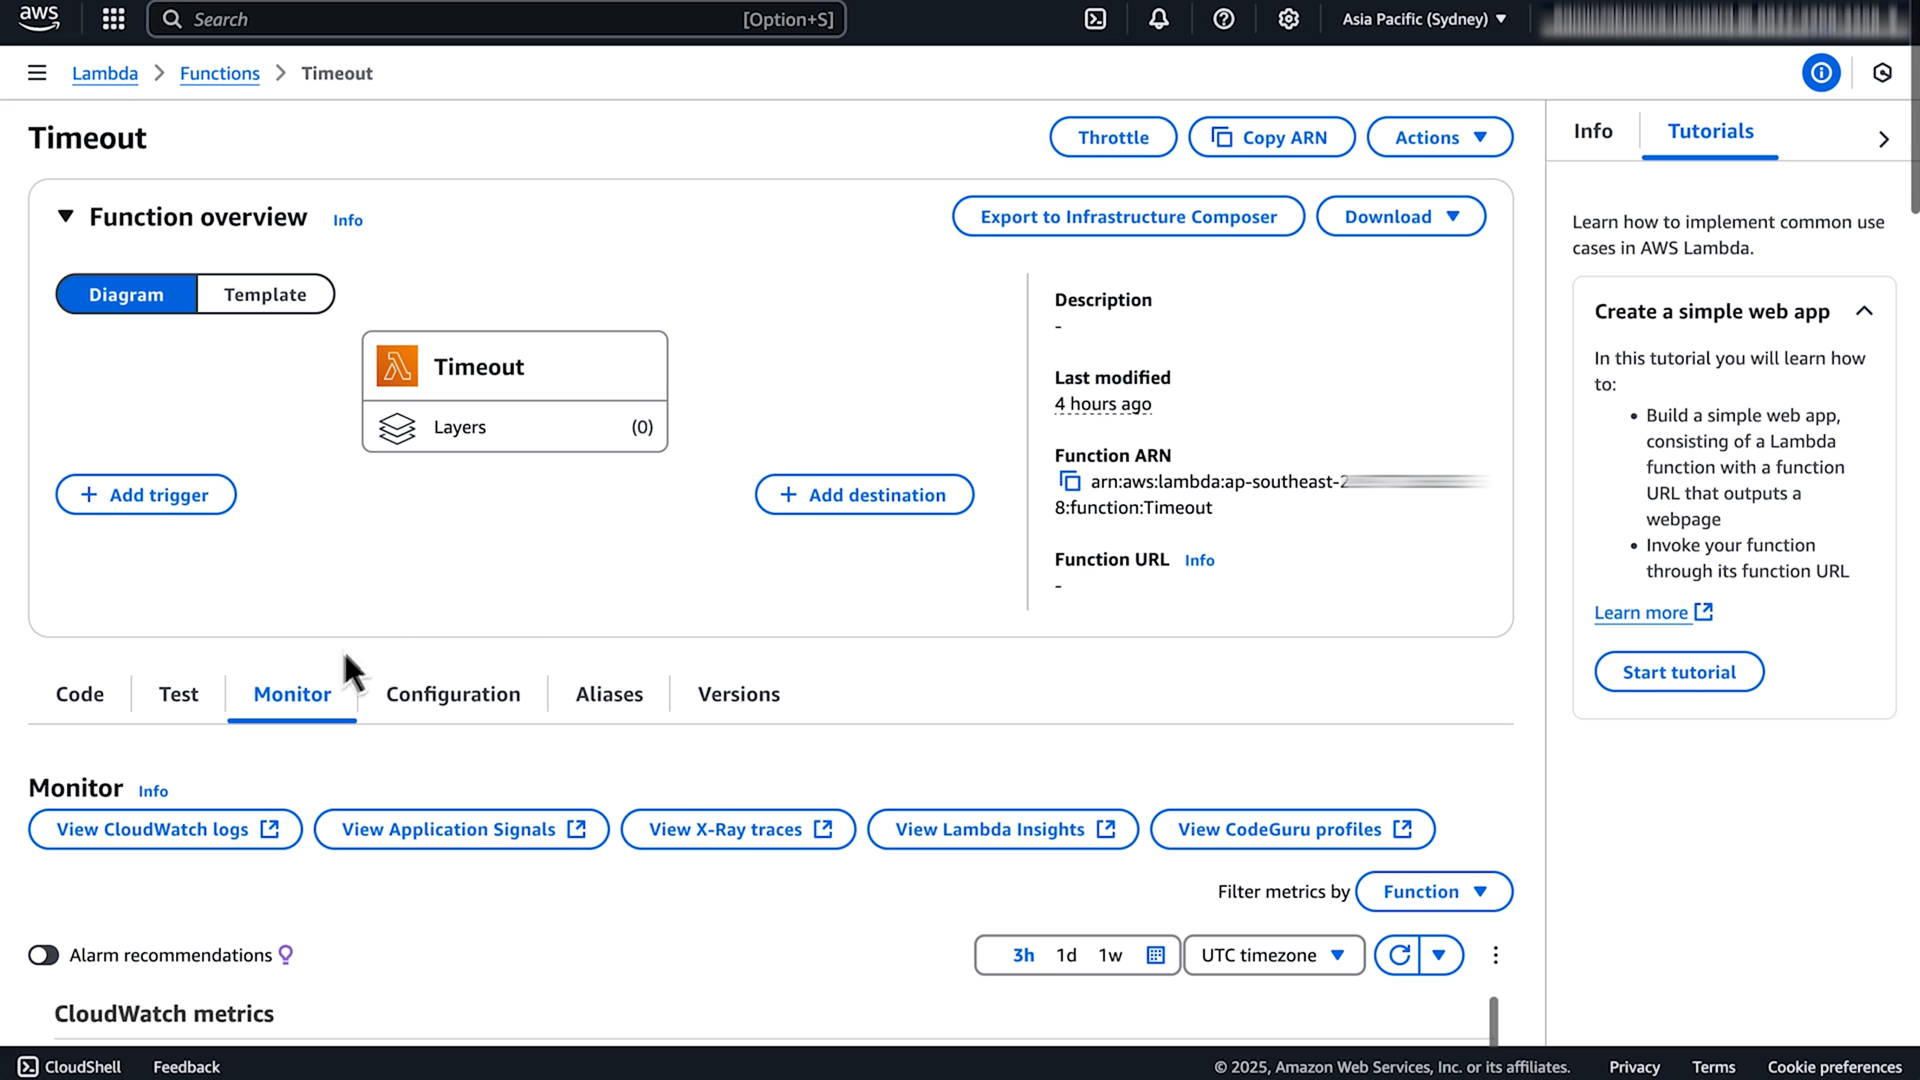 aws
Search [Option+S]
Asia Pacific (Sydney)
Lambda Functions Timeout
Timeout
Throttle Copy ARN Actions
Function overview Info
Export to Infrastructure Composer Download
Diagram Template
Timeout
Layers (0)
+ Add trigger
+ Add destination
Description
-
Last modified
4 hours ago
Function ARN
arn:aws:lambda:ap-southeast-2
8:function:Timeout
Function URL Info
-
Code Test Monitor Configuration Aliases Versions
Monitor Info
View CloudWatch logs View Application Signals View X-Ray traces View Lambda Insights View CodeGuru profiles
Filter metrics by Function
Alarm recommendations
3h 1d 1w UTC timezone
CloudWatch metrics
Info Tutorials
Learn how to implement common use
cases in AWS Lambda.
Create a simple web app
In this tutorial you will learn how
to:
• Build a simple web app,
consisting of a Lambda
function with a function
URL that outputs a
webpage
• Invoke your function
through its function URL
Learn more
Start tutorial
CloudShell Feedback
© 2025, Amazon Web Services, Inc. or its affiliates. Privacy Terms Cookie preferences